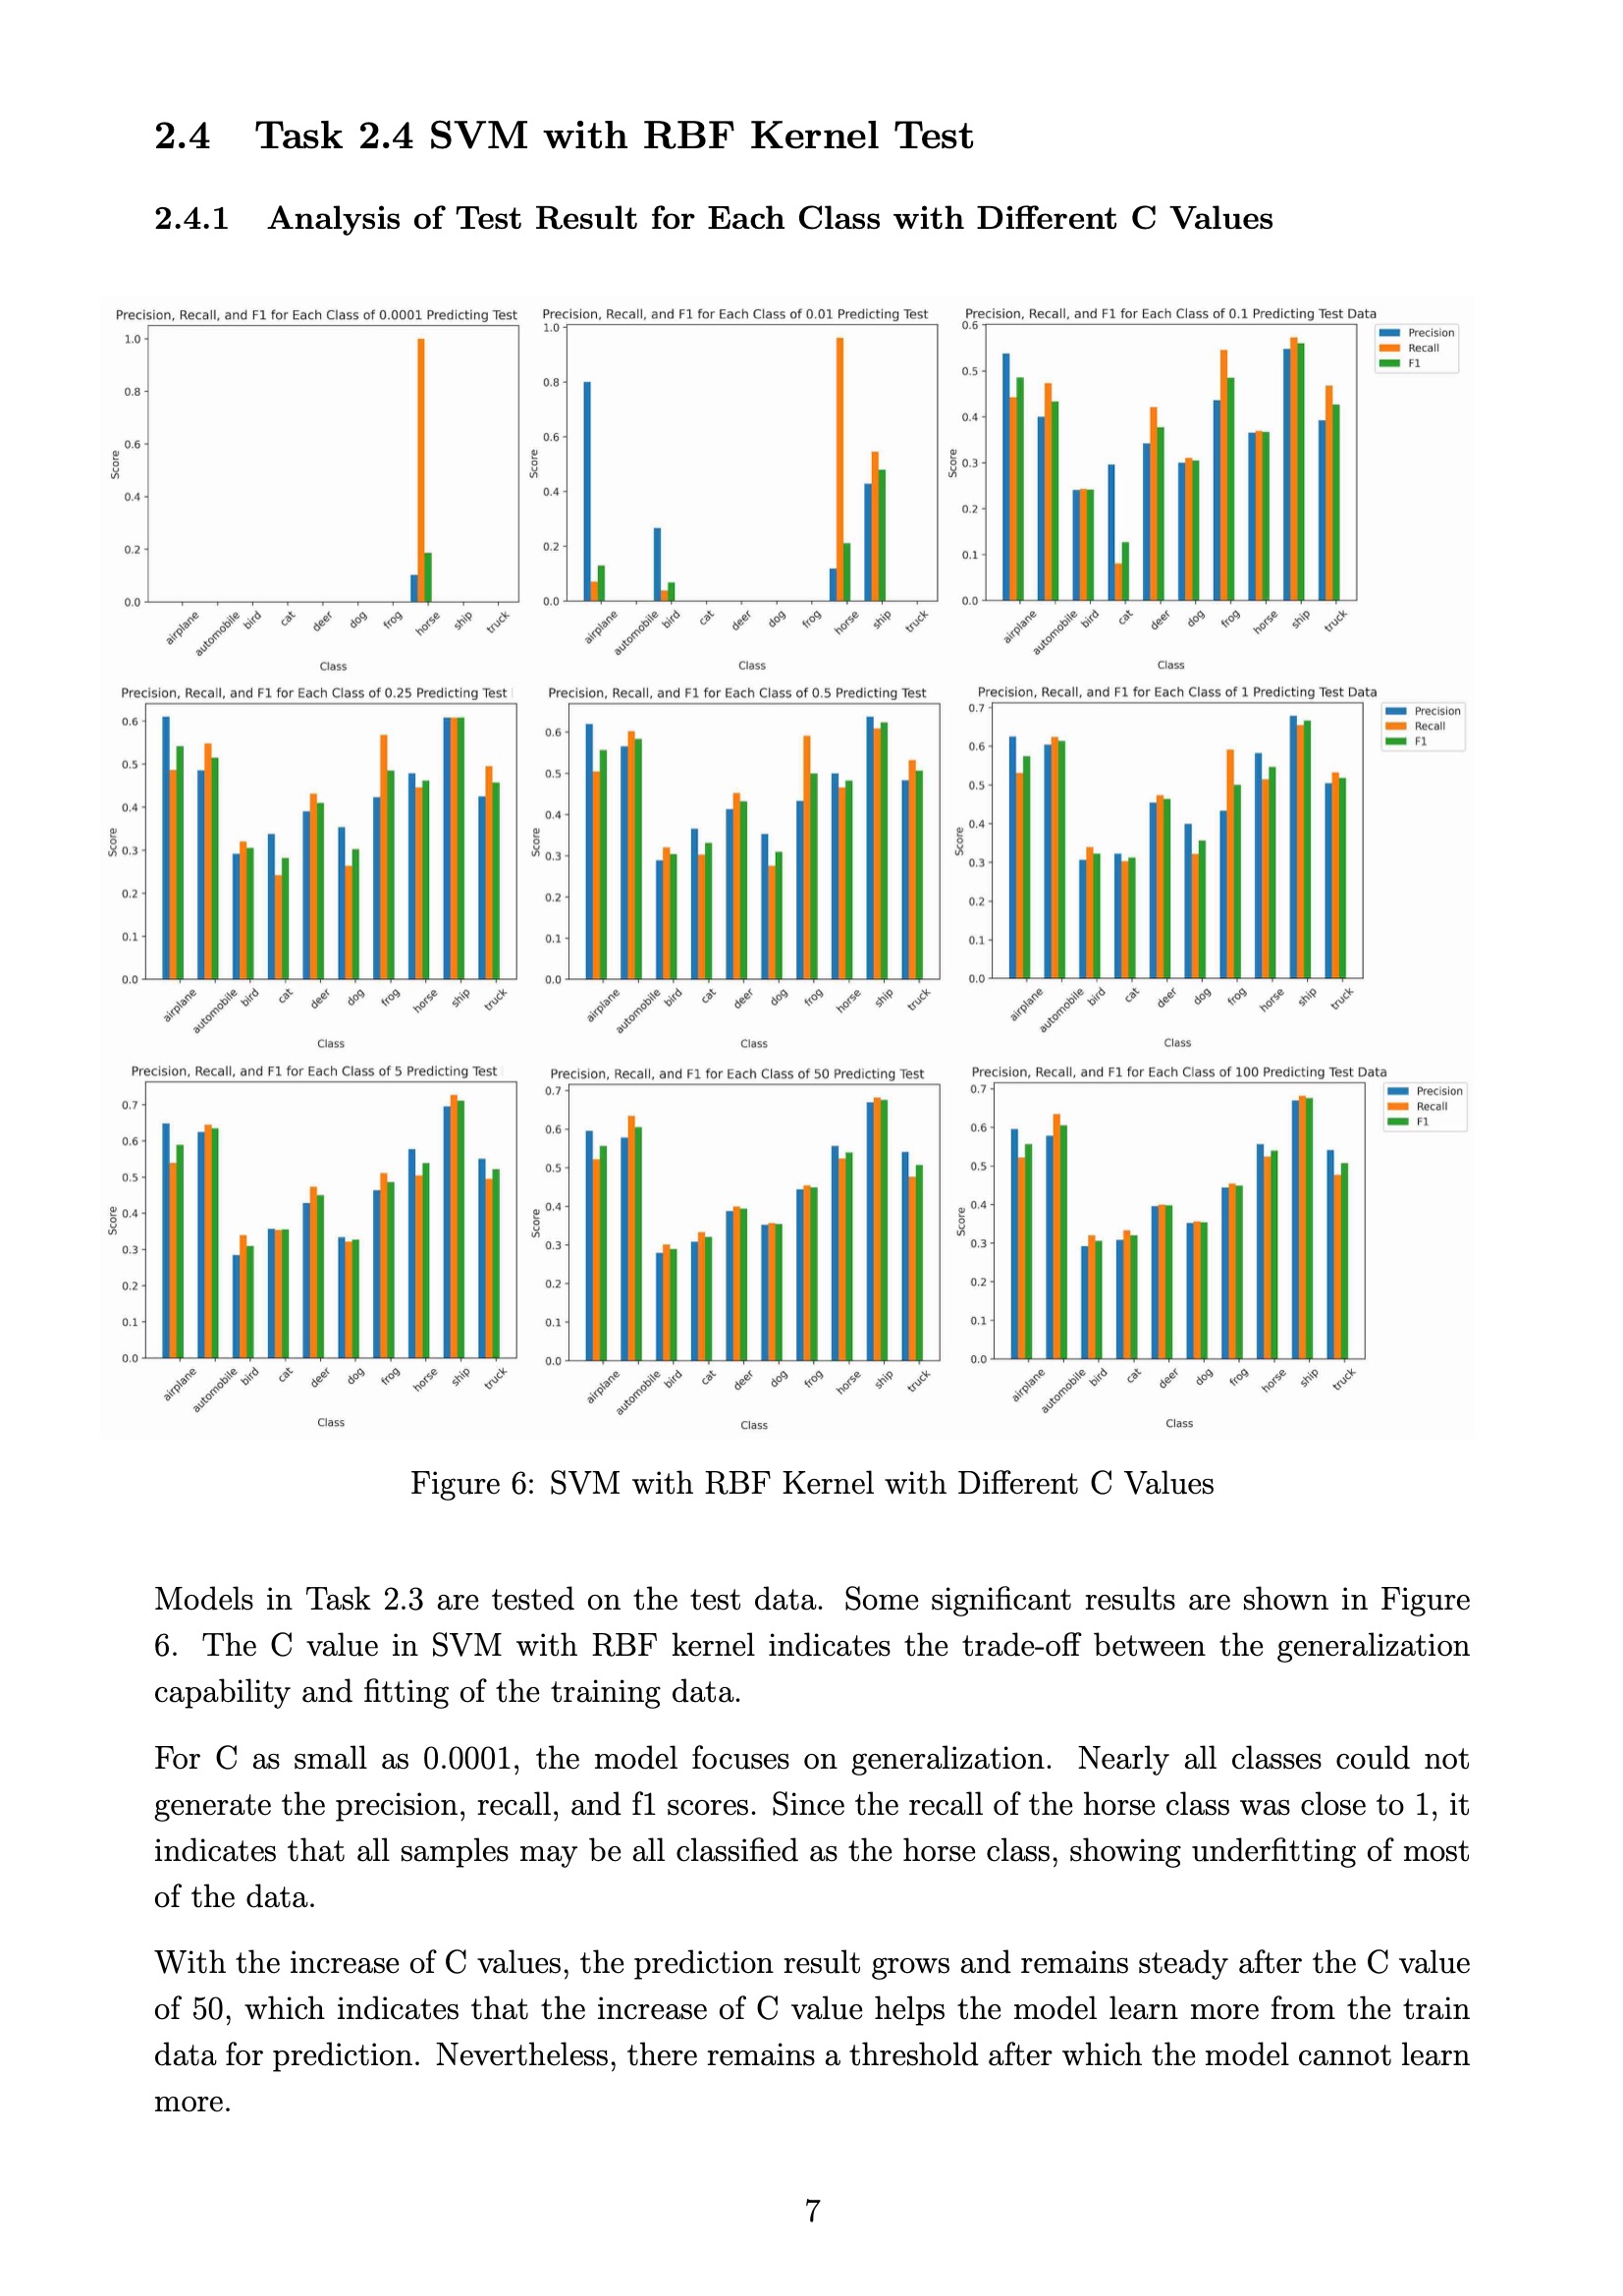 2.4 Task 2.4 SVM with RBF Kernel Test
2.4.1 Analysis of Test Result for Each Class with Different C Values
Precision, Recall, and F1 for Each Class of 0.0001 Predicting Test
Score
1.0
0.8
0.6
0.4
0.2
0.0
airplane
automobile
bird
cat
deer
dog
frog
horse
ship
truck
Class
Precision, Recall, and F1 for Each Class of 0.01 Predicting Test
Score
1.0
0.8
0.6
0.4
0.2
0.0
airplane
automobile
bird
cat
deer
dog
frog
horse
ship
truck
Class
Precision, Recall, and F1 for Each Class of 0.1 Predicting Test Data
Score
0.6
0.5
0.4
0.3
0.2
0.1
0.0
airplane
automobile
bird
cat
deer
dog
frog
horse
ship
truck
Class
Precision
Recall
F1
Precision, Recall, and F1 for Each Class of 0.25 Predicting Test
Score
0.6
0.5
0.4
0.3
0.2
0.1
0.0
airplane
automobile
bird
cat
deer
dog
frog
horse
ship
truck
Class
Precision, Recall, and F1 for Each Class of 0.5 Predicting Test
Score
0.6
0.5
0.4
0.3
0.2
0.1
0.0
airplane
automobile
bird
cat
deer
dog
frog
horse
ship
truck
Class
Precision, Recall, and F1 for Each Class of 1 Predicting Test Data
Score
0.7
0.6
0.5
0.4
0.3
0.2
0.1
0.0
airplane
automobile
bird
cat
deer
dog
frog
horse
ship
truck
Class
Precision
Recall
F1
Precision, Recall, and F1 for Each Class of 5 Predicting Test
Score
0.7
0.6
0.5
0.4
0.3
0.2
0.1
0.0
airplane
automobile
bird
cat
deer
dog
frog
horse
ship
truck
Class
Precision, Recall, and F1 for Each Class of 50 Predicting Test
Score
0.7
0.6
0.5
0.4
0.3
0.2
0.1
0.0
airplane
automobile
bird
cat
deer
dog
frog
horse
ship
truck
Class
Precision, Recall, and F1 for Each Class of 100 Predicting Test Data
Score
0.7
0.6
0.5
0.4
0.3
0.2
0.1
0.0
airplane
automobile
bird
cat
deer
dog
frog
horse
ship
truck
Class
Precision
Recall
F1
Figure 6: SVM with RBF Kernel with Different C Values
Models in Task 2.3 are tested on the test data. Some significant results are shown in Figure
6. The C value in SVM with RBF kernel indicates the trade-off between the generalization
capability and fitting of the training data.
For C as small as 0.0001, the model focuses on generalization. Nearly all classes could not
generate the precision, recall, and f1 scores. Since the recall of the horse class was close to 1, it
indicates that all samples may be all classified as the horse class, showing underfitting of most
of the data.
With the increase of C values, the prediction result grows and remains steady after the C value
of 50, which indicates that the increase of C value helps the model learn more from the train
data for prediction. Nevertheless, there remains a threshold after which the model cannot learn
more.
7